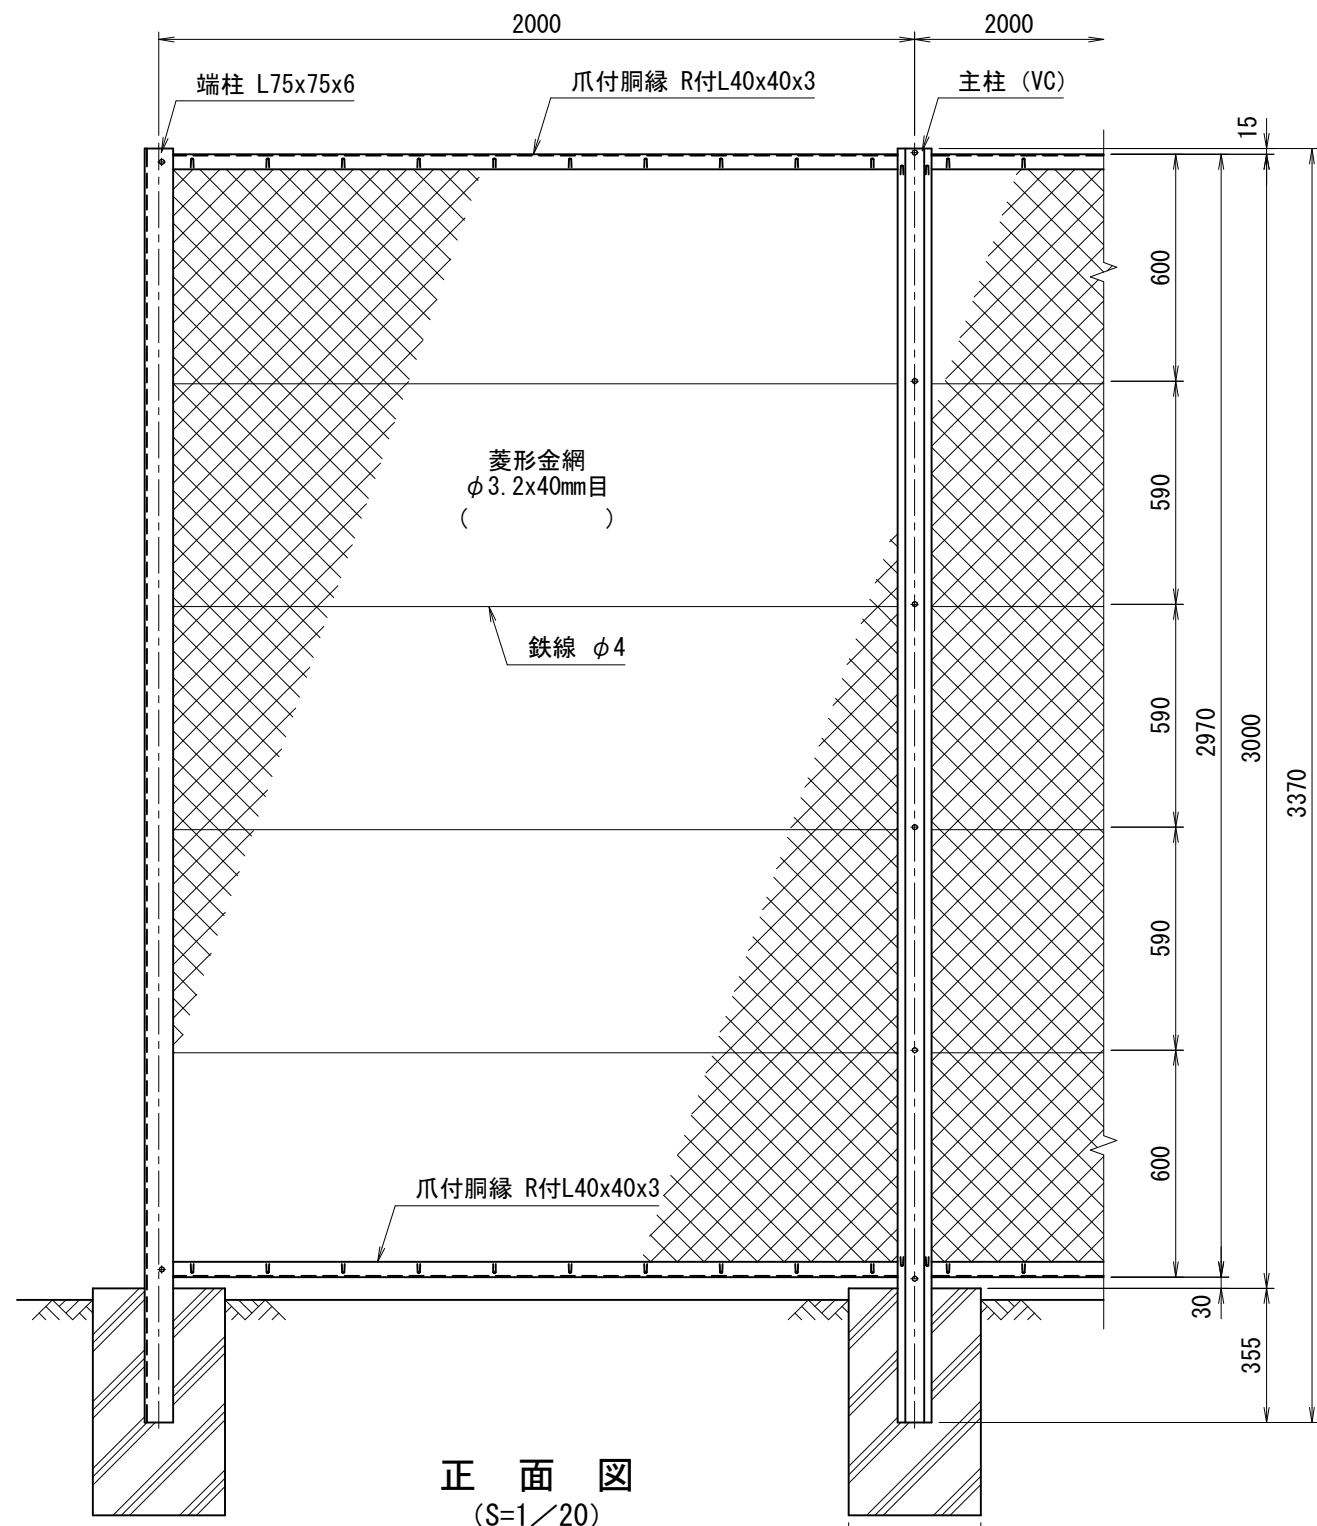 2000
2000
端柱 L75x75x6
爪付胴縁 R付L40x40x3
主柱 (VC)
15
600
590
菱形金網
φ3.2x40mm目
( )
鉄線 φ4
590
2970
3000
3370
590
600
爪付胴縁 R付L40x40x3
30
355
正 面 図
(S=1/20)